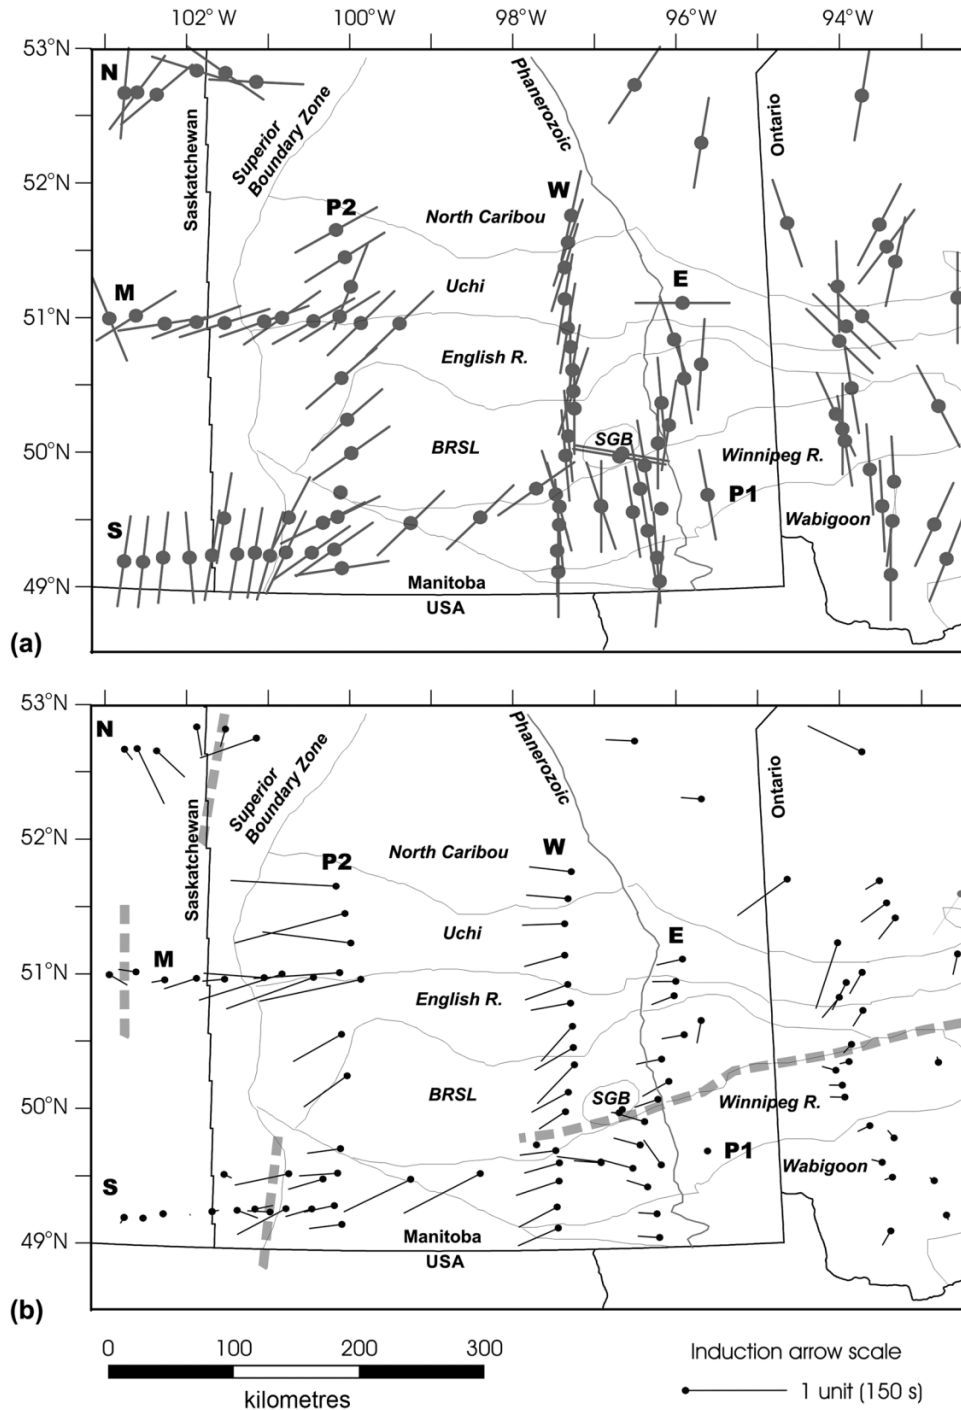 102°W 100°W 98°W 96°W 94°W
53°N
N
Saskatchewan
Superior
Boundary Zone
Phanerozoic
Ontario
52°N
P2
W
North Caribou
M
Uchi
E
51°N
English R.
50°N
BRSL
SGB
Winnipeg R.
P1
S
Wabigoon
49°N
Manitoba
USA
(a)
53°N
N
Saskatchewan
Superior
Boundary Zone
Phanerozoic
Ontario
52°N
P2
W
North Caribou
Uchi
E
M
51°N
English R.
BRSL
SGB
50°N
Winnipeg R.
P1
S
Wabigoon
49°N
Manitoba
USA
(b)
0 100 200 300
kilometres
Induction arrow scale
1 unit (150 s)